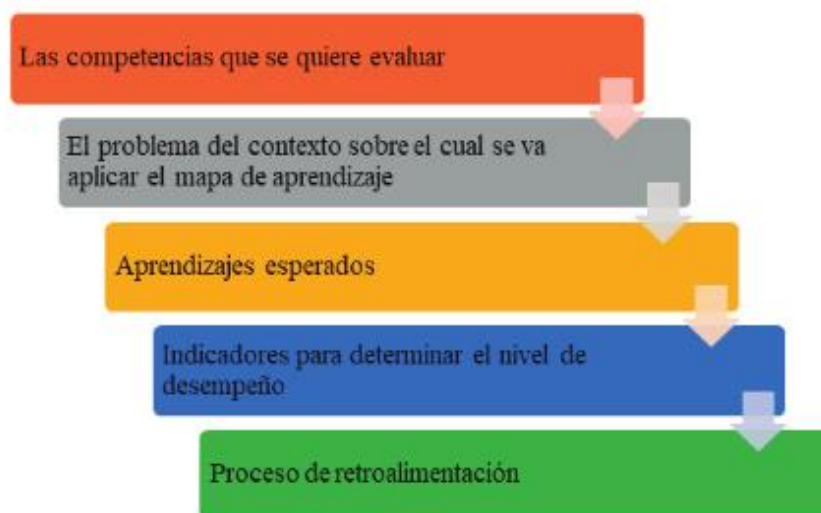 Las competencias que se quiere evaluar
El problema del contexto sobre el cual se va
aplicar el mapa de aprendizaje
Aprendizajes esperados
Indicadores para determinar el nivel de
desempeño
Proceso de retroalimentación